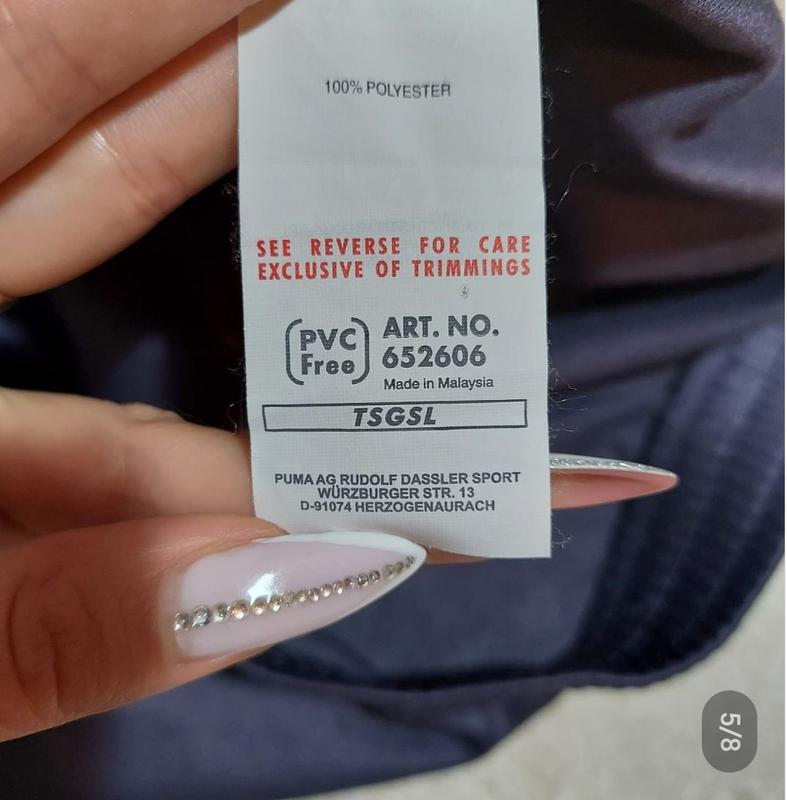 100% POLYESTER
SEE REVERSE FOR CARE
EXCLUSIVE OF TRIMMINGS
PVC
Free
ART. NO.
652606
Made in Malaysia
TSGSL
PUMA AG RUDOLF DASSLER SPORT
WÜRZBURGER STR. 13
D-91074 HERZOGENAURACH
5/8